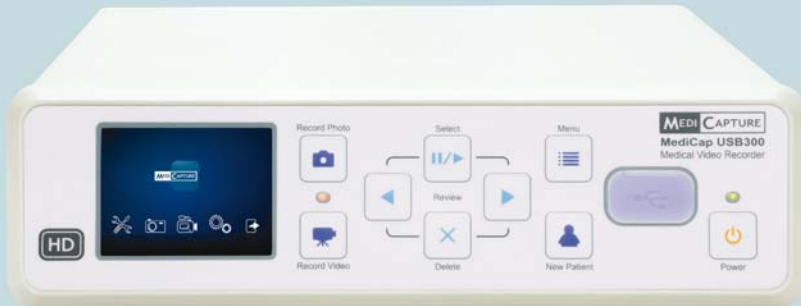 Record Photo
Select
Menu
MEDI CAPTURE
MediCap USB300
Medical Video Recorder
MEDI CAPTURE
Review
HD
Record Video
Delete
New Patient
Power